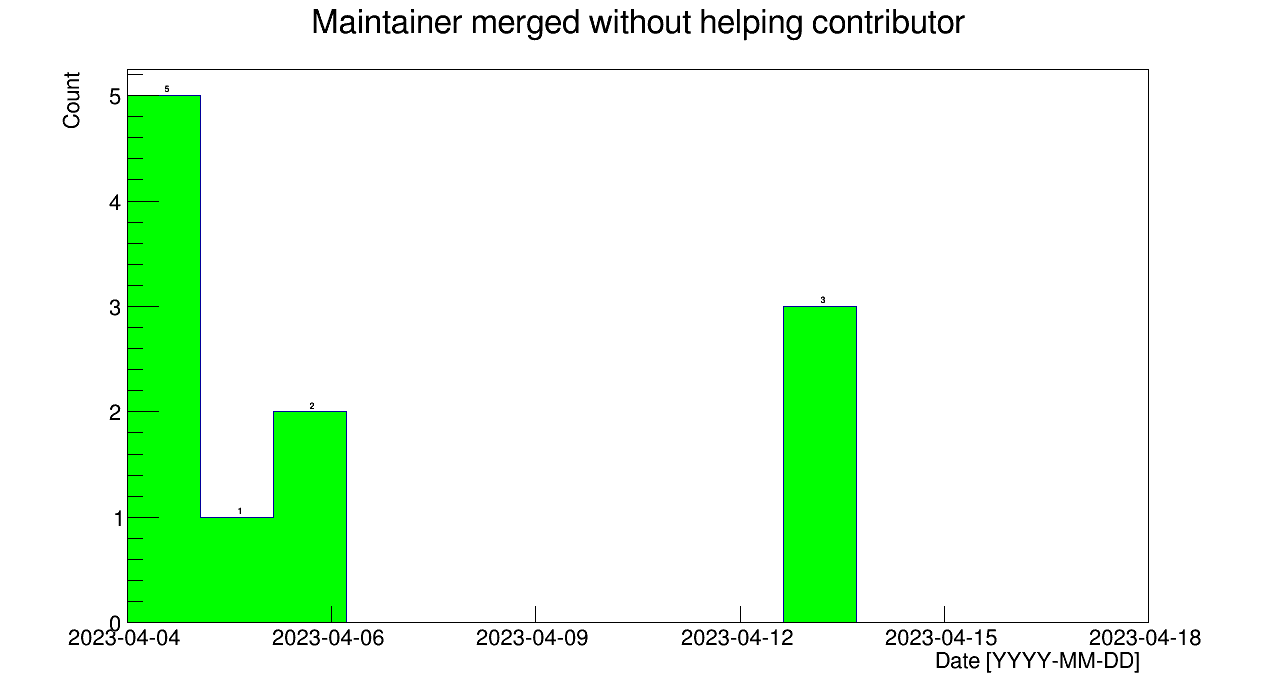 Maintainer merged without helping contributor
Count
5
4
3
2
1
0
5
1
2
3
2023-04-04 2023-04-06 2023-04-09 2023-04-12 2023-04-15 2023-04-18
Date [YYYY-MM-DD]